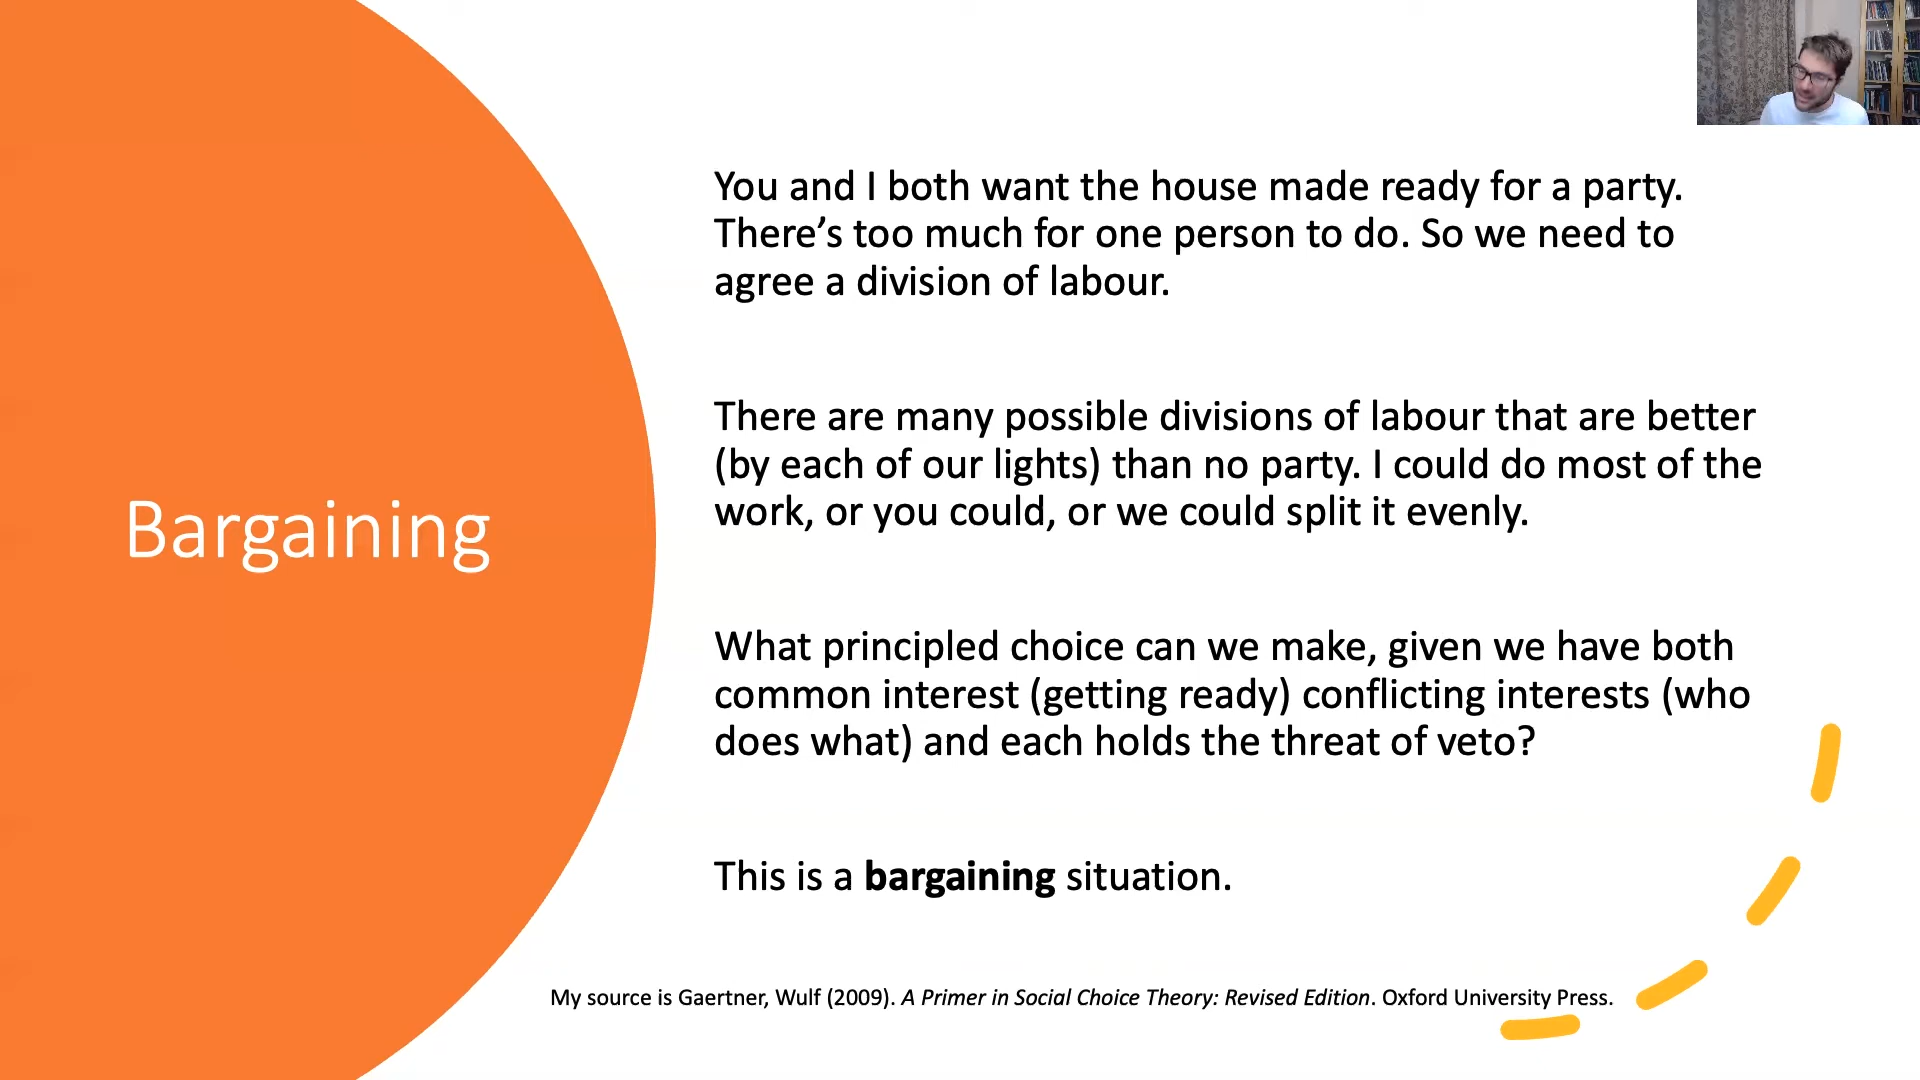 Bargaining
You and I both want the house made ready for a party.
There’s too much for one person to do. So we need to
agree a division of labour.
There are many possible divisions of labour that are better
(by each of our lights) than no party. I could do most of the
work, or you could, or we could split it evenly.
What principled choice can we make, given we have both
common interest (getting ready) conflicting interests (who
does what) and each holds the threat of veto?
This is a bargaining situation.
My source is Gaertner, Wulf (2009). A Primer in Social Choice Theory: Revised Edition. Oxford University Press.